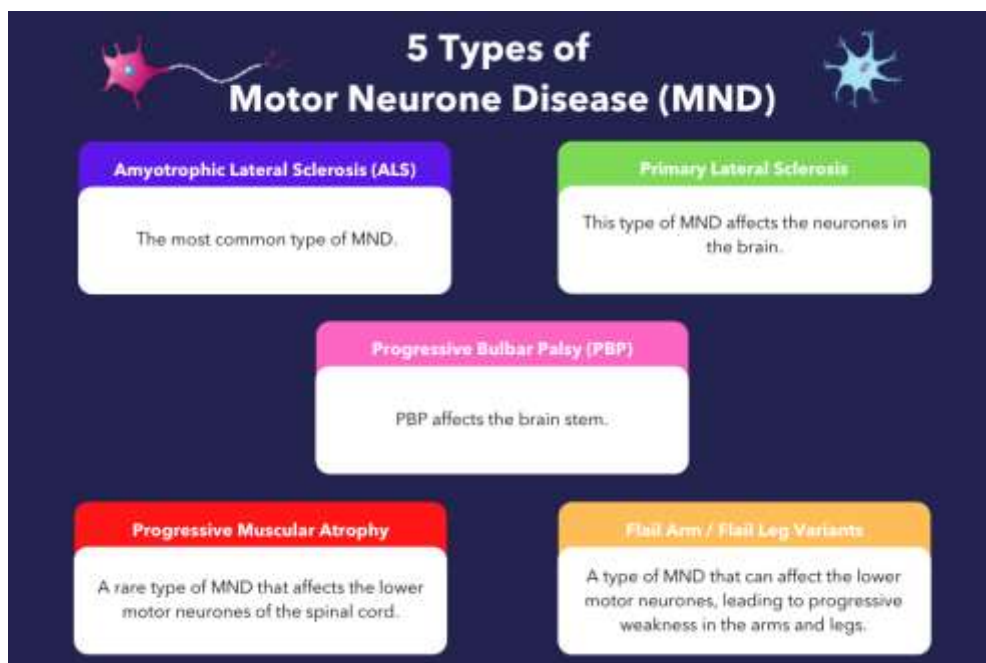 5 Types of
Motor Neurone Disease (MND)
Amyotrophic Lateral Sclerosis (ALS)
The most common type of MND.
Primary Lateral Sclerosis
This type of MND affects the neurones in
the brain.
Progressive Bulbar Palsy (PBP)
PBP affects the brain stem.
Progressive Muscular Atrophy
A rare type of MND that affects the lower
motor neurones of the spinal cord.
Flail Arm / Flail Leg Variants
A type of MND that can affect the lower
motor neurones, leading to progressive
weakness in the arms and legs.